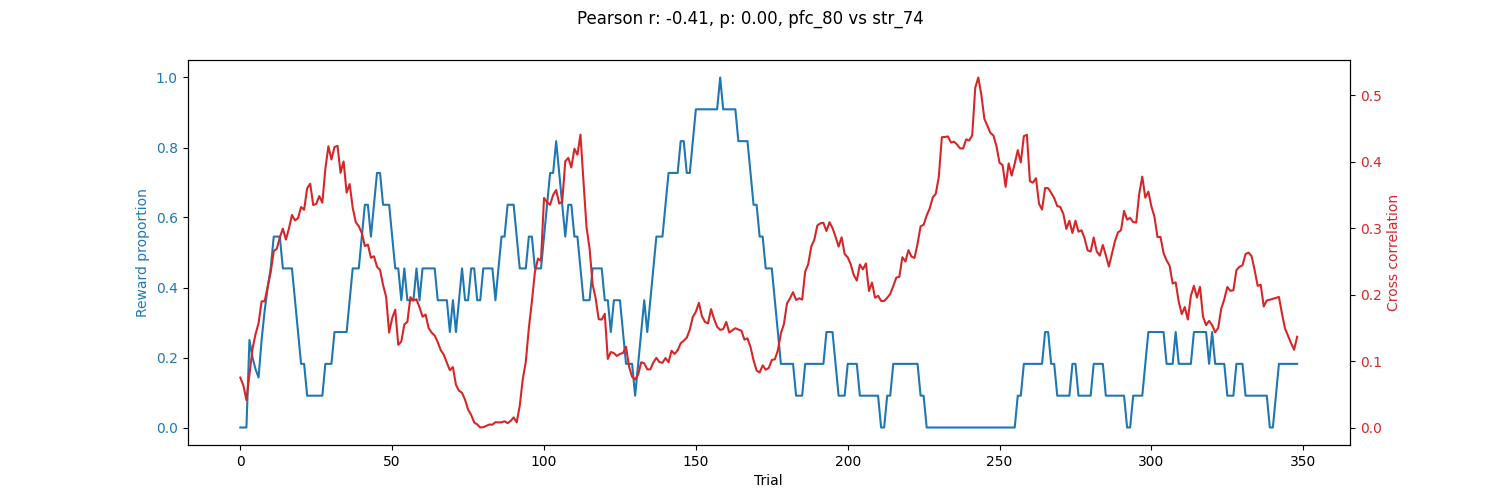 Pearson r: -0.41, p: 0.00, pfc_80 vs str_74
1.0
0.8
0.6
0.4
0.2
0.0
Reward proportion
0.5
0.4
0.3
0.2
0.1
0.0
Cross correlation
0 50 100 150 200 250 300 350
Trial